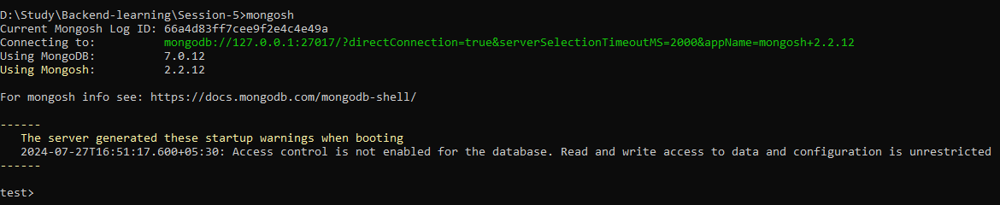 D:\Study\Backend-learning\Session-5>mongosh
Current Mongosh Log ID: 66a4d83ff7cee9f2e4c4e49a
Connecting to:          mongodb://127.0.0.1:27017/?directConnection=true&serverSelectionTimeoutMS=2000&appName=mongosh+2.2.12
Using MongoDB:          7.0.12
Using Mongosh:          2.2.12
For mongosh info see: https://docs.mongodb.com/mongodb-shell/
------
   The server generated these startup warnings when booting
   2024-07-27T16:51:17.600+05:30: Access control is not enabled for the database. Read and write access to data and configuration is unrestricted
------
test>